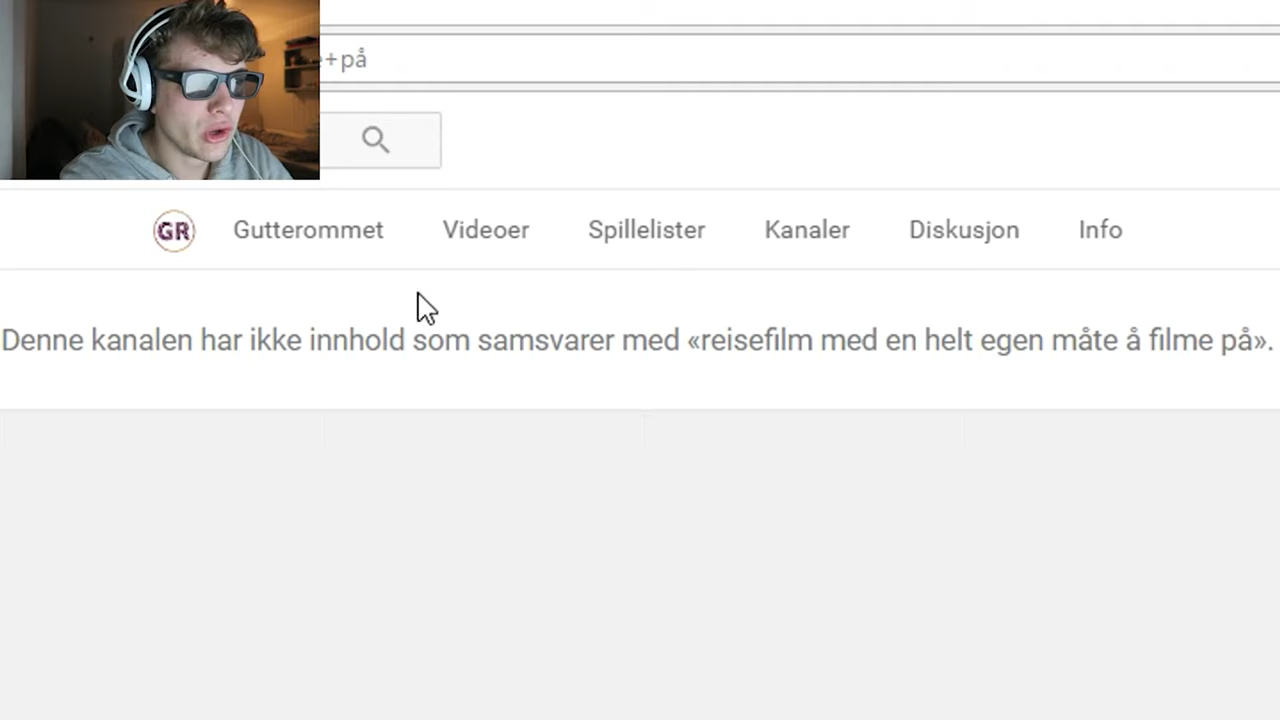 +på
GR Gutterommet Videoer Spillelister Kanaler Diskusjon Info
Denne kanalen har ikke innhold som samsvarer med «reisefilm med en helt egen måte å filme på».